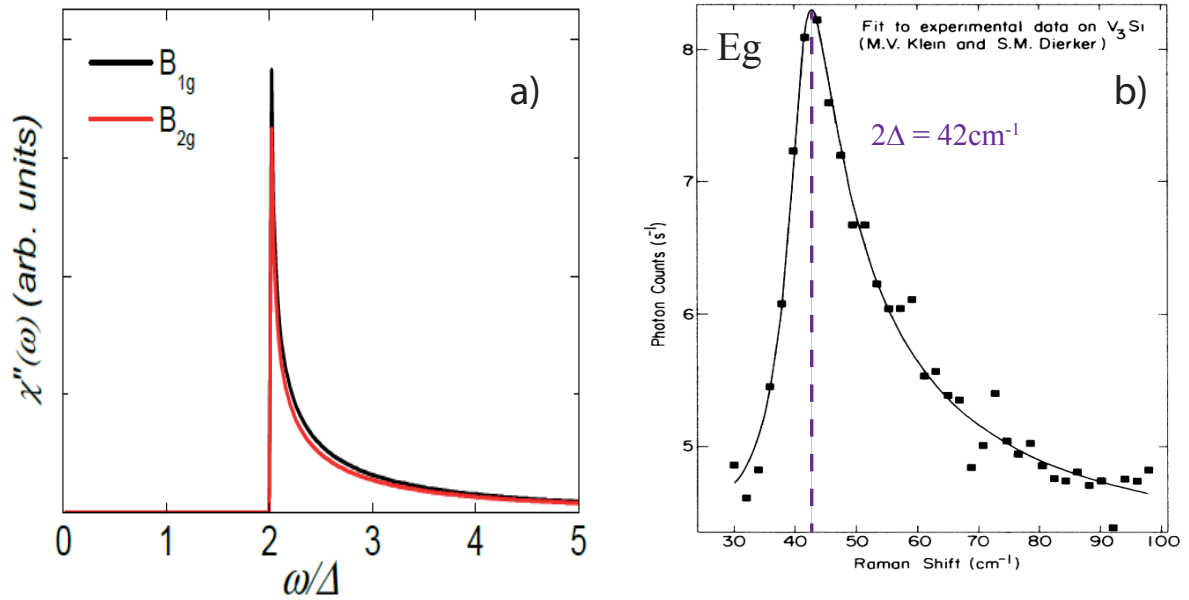 B1g
B2g
a)
χ''(ω) (arb. units)
0 1 2 3 4 5
ω/Δ
Fit to experimental data on V3Si
(M.V. Klein and S.M. Dierker)
Eg
b)
2Δ = 42cm-1
8
7
6
5
Photon Counts (s-1)
30 40 50 60 70 80 90 100
Raman Shift (cm-1)